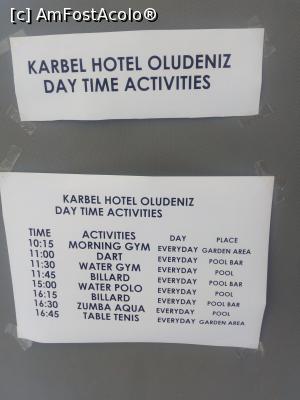 [c] AmFostAcolo®
KARBEL HOTEL OLUDENIZ
DAY TIME ACTIVITIES
KARBEL HOTEL OLUDENIZ
DAY TIME ACTIVITIES
TIME ACTIVITIES DAY PLACE
10:15 MORNING GYM EVERYDAY GARDEN AREA
11:00 DART EVERYDAY POOL BAR
11:30 WATER GYM EVERYDAY POOL
11:45 BILLARD EVERYDAY POOL BAR
15:00 WATER POLO EVERYDAY POOL
16:15 BILLARD EVERYDAY POOL BAR
16:30 ZUMBA AQUA EVERYDAY POOL
16:45 TABLE TENIS EVERYDAY GARDEN AREA